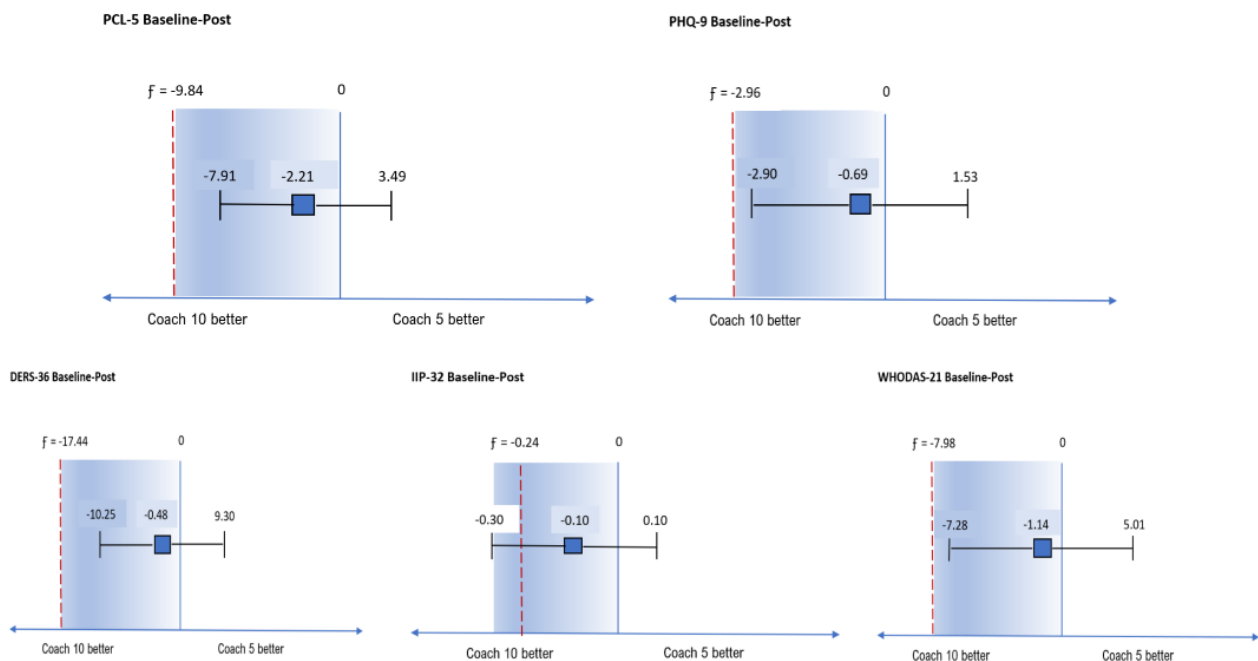 PCL-5 Baseline-Post
ƒ = -9.84
0
-7.91
-2.21
3.49
Coach 10 better
Coach 5 better
PHQ-9 Baseline-Post
ƒ = -2.96
0
-2.90
-0.69
1.53
Coach 10 better
Coach 5 better
DERS-36 Baseline-Post
ƒ = -17.44
0
-10.25
-0.48
9.30
Coach 10 better
Coach 5 better
IIP-32 Baseline-Post
ƒ = -0.24
0
-0.30
-0.10
0.10
Coach 10 better
Coach 5 better
WHODAS-21 Baseline-Post
ƒ = -7.98
0
-7.28
-1.14
5.01
Coach 10 better
Coach 5 better